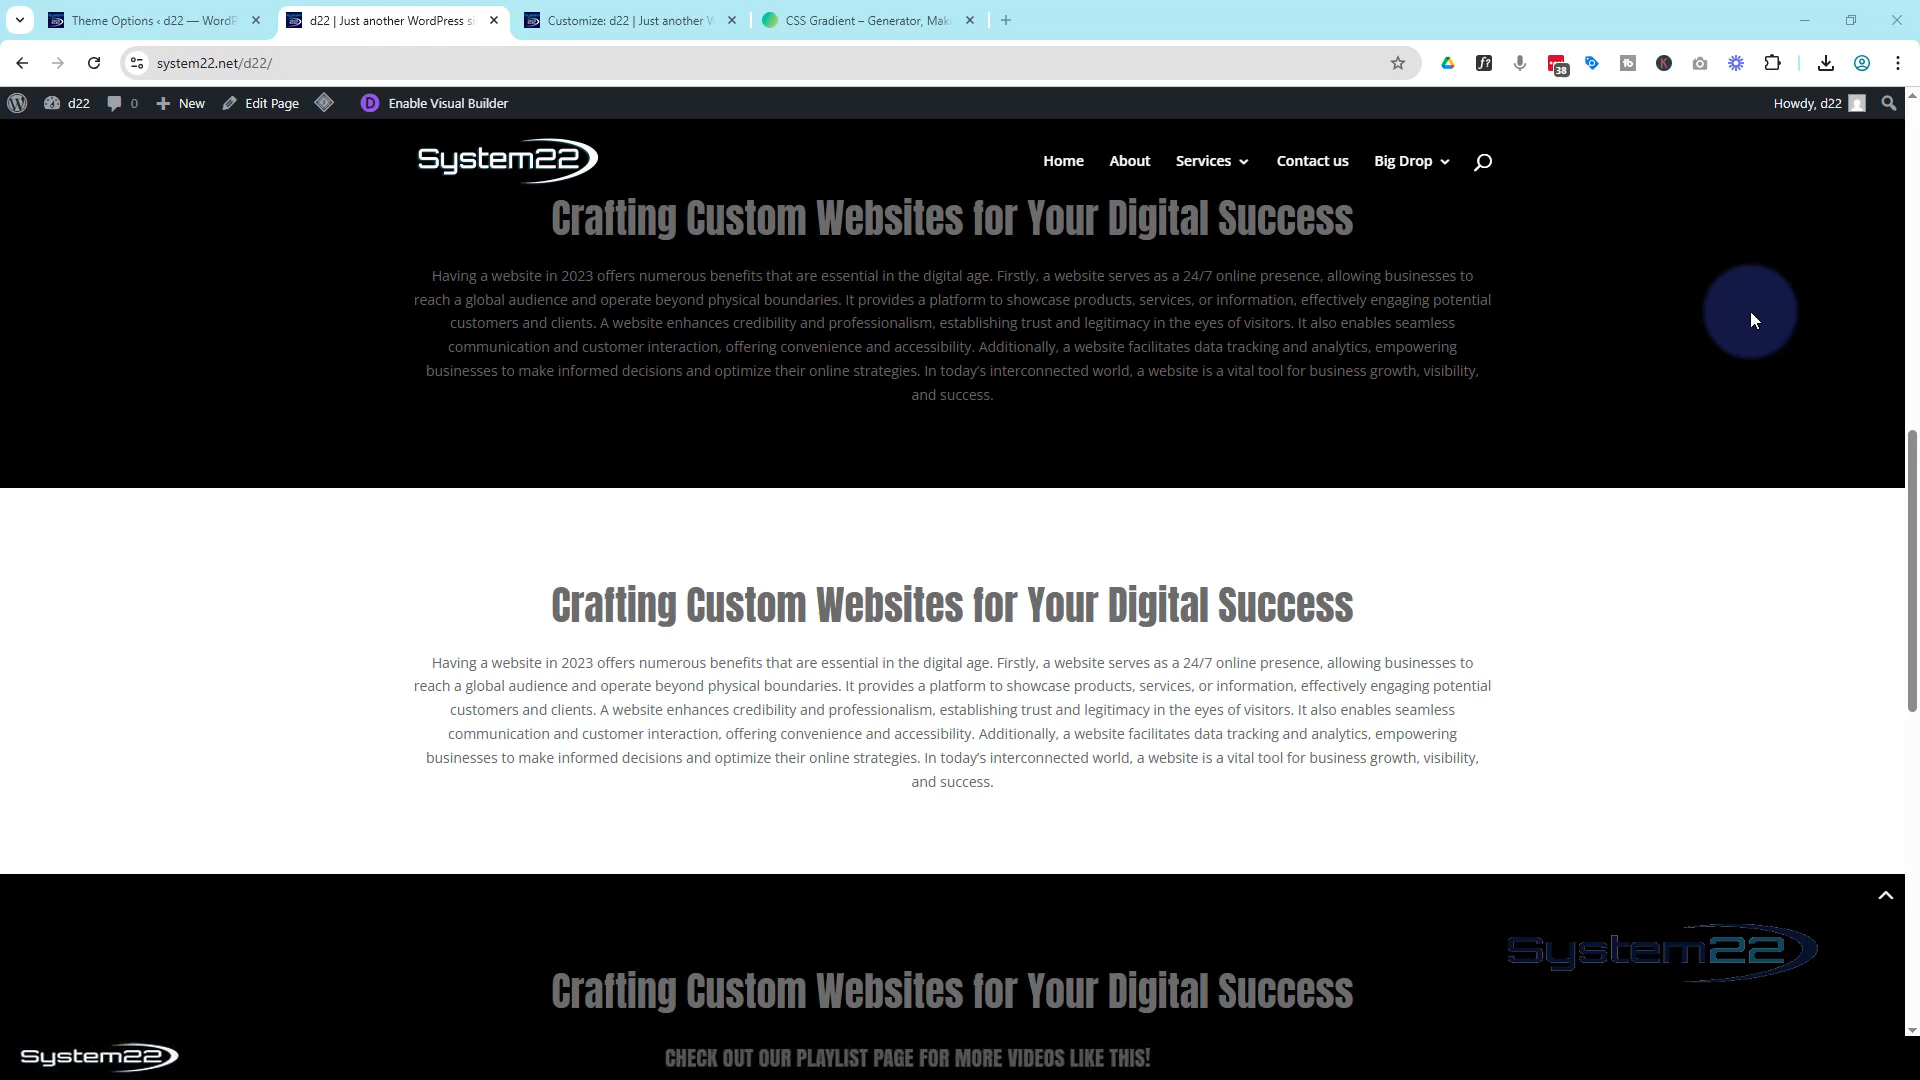 Theme Options ‹ d22 — WordP
d22 | Just another WordPress si
Customize: d22 | Just another W
CSS Gradient – Generator, Mak
system22.net/d22/
38
d22
0
New
Edit Page
D
Enable Visual Builder
Howdy, d22
System22
Home
About
Services
Contact us
Big Drop
Crafting Custom Websites for Your Digital Success
Having a website in 2023 offers numerous benefits that are essential in the digital age. Firstly, a website serves as a 24/7 online presence, allowing businesses to
reach a global audience and operate beyond physical boundaries. It provides a platform to showcase products, services, or information, effectively engaging potential
customers and clients. A website enhances credibility and professionalism, establishing trust and legitimacy in the eyes of visitors. It also enables seamless
communication and customer interaction, offering convenience and accessibility. Additionally, a website facilitates data tracking and analytics, empowering
businesses to make informed decisions and optimize their online strategies. In today’s interconnected world, a website is a vital tool for business growth, visibility,
and success.
Crafting Custom Websites for Your Digital Success
Having a website in 2023 offers numerous benefits that are essential in the digital age. Firstly, a website serves as a 24/7 online presence, allowing businesses to
reach a global audience and operate beyond physical boundaries. It provides a platform to showcase products, services, or information, effectively engaging potential
customers and clients. A website enhances credibility and professionalism, establishing trust and legitimacy in the eyes of visitors. It also enables seamless
communication and customer interaction, offering convenience and accessibility. Additionally, a website facilitates data tracking and analytics, empowering
businesses to make informed decisions and optimize their online strategies. In today’s interconnected world, a website is a vital tool for business growth, visibility,
and success.
System22
Crafting Custom Websites for Your Digital Success
System22
CHECK OUT OUR PLAYLIST PAGE FOR MORE VIDEOS LIKE THIS!